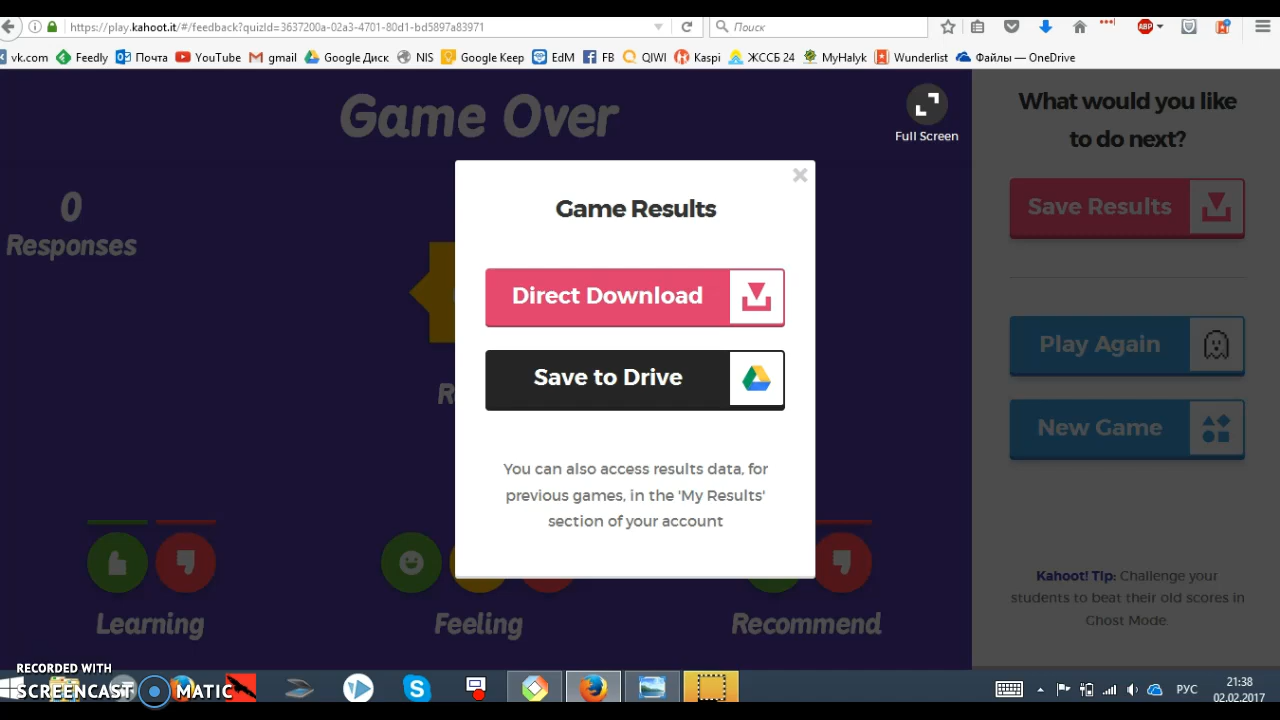 https://play.kahoot.it/#/feedback?quizId=3637200a-02a3-4701-80d1-bd5897a83971
Поиск
ABP
vk.com Feedly Почта YouTube gmail Google Диск NIS Google Keep EdM FB QIWI Kaspi ЖССБ 24 MyHalyk Wunderlist Файлы — OneDrive
Game Over
Full Screen
0
Responses
Game Results
Direct Download
Save to Drive
You can also access results data, for
previous games, in the 'My Results'
section of your account
Learning
Feeling
Recommend
What would you like
to do next?
Save Results
Play Again
New Game
Kahoot! Tip: Challenge your
students to beat their old scores in
Ghost Mode.
RECORDED WITH
SCREENCAST MATIC
РУС
21:38
02.02.2017